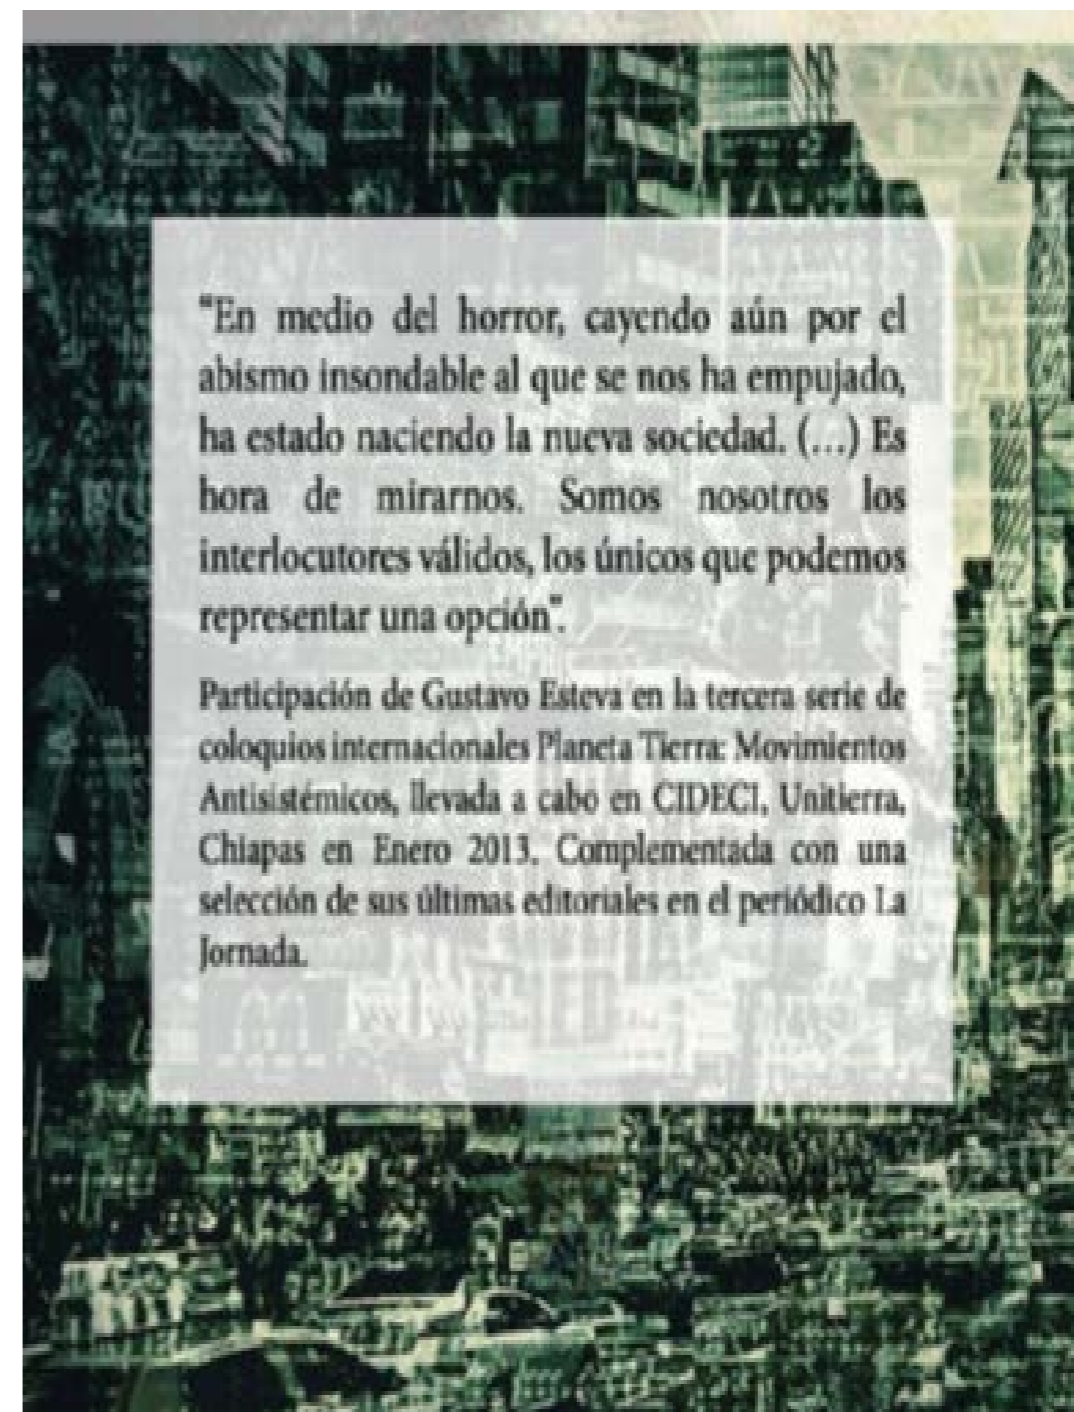 “En medio del horror, cayendo aún por el
abismo insondable al que se nos ha empujado,
ha estado naciendo la nueva sociedad. (...) Es
hora de mirarnos. Somos nosotros los
interlocutores válidos, los únicos que podemos
representar una opción”.
Participación de Gustavo Esteva en la tercera serie de
coloquios internacionales Planeta Tierra: Movimientos
Antisistémicos, llevada a cabo en CIDECI, Unitierra,
Chiapas en Enero 2013. Complementada con una
selección de sus últimas editoriales en el periódico La
Jornada.